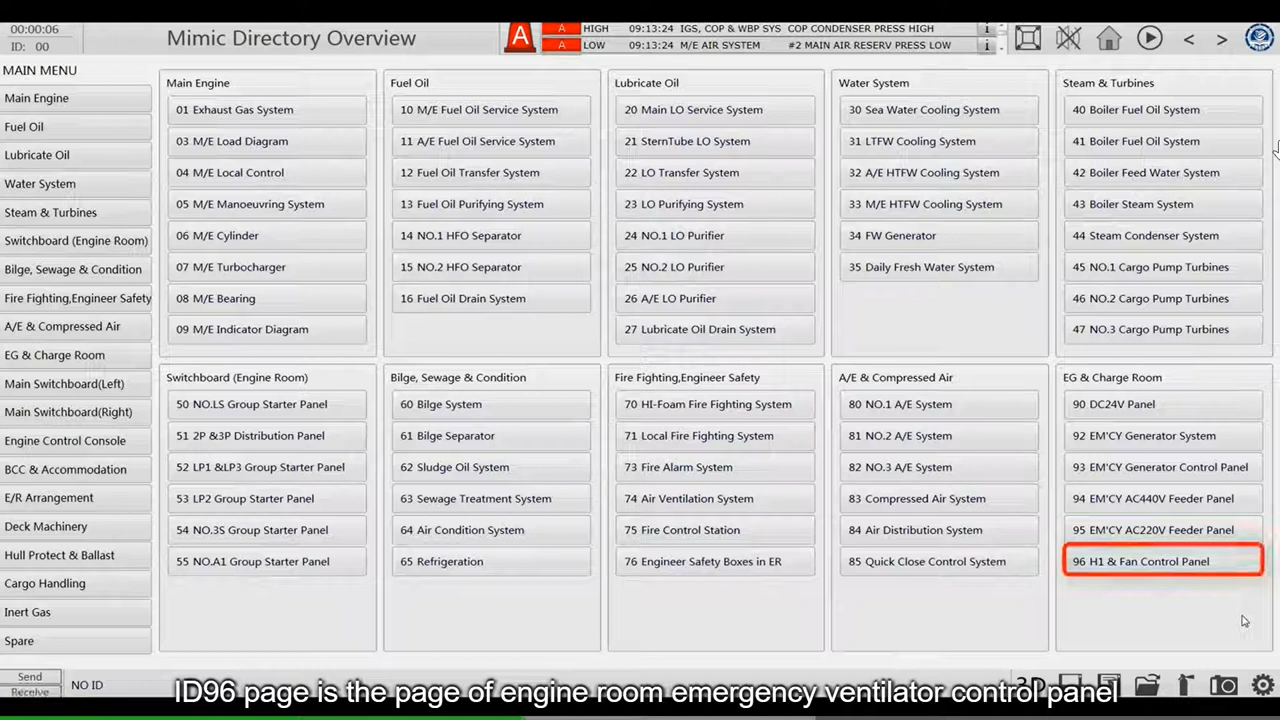 00:00:06
ID: 00
Mimic Directory Overview
A
A HIGH 09:13:24 IGS, COP & WBP SYS COP CONDENSER PRESS HIGH i
A LOW 09:13:24 M/E AIR SYSTEM #2 MAIN AIR RESERV PRESS LOW i
MAIN MENU
Main Engine
Fuel Oil
Lubricate Oil
Water System
Steam & Turbines
Switchboard (Engine Room)
Bilge, Sewage & Condition
Fire Fighting,Engineer Safety
A/E & Compressed Air
EG & Charge Room
Main Switchboard(Left)
Main Switchboard(Right)
Engine Control Console
BCC & Accommodation
E/R Arrangement
Deck Machinery
Hull Protect & Ballast
Cargo Handling
Inert Gas
Spare
Main Engine
01 Exhaust Gas System
03 M/E Load Diagram
04 M/E Local Control
05 M/E Manoeuvring System
06 M/E Cylinder
07 M/E Turbocharger
08 M/E Bearing
09 M/E Indicator Diagram
Fuel Oil
10 M/E Fuel Oil Service System
11 A/E Fuel Oil Service System
12 Fuel Oil Transfer System
13 Fuel Oil Purifying System
14 NO.1 HFO Separator
15 NO.2 HFO Separator
16 Fuel Oil Drain System
Lubricate Oil
20 Main LO Service System
21 SternTube LO System
22 LO Transfer System
23 LO Purifying System
24 NO.1 LO Purifier
25 NO.2 LO Purifier
26 A/E LO Purifier
27 Lubricate Oil Drain System
Water System
30 Sea Water Cooling System
31 LTFW Cooling System
32 A/E HTFW Cooling System
33 M/E HTFW Cooling System
34 FW Generator
35 Daily Fresh Water System
Steam & Turbines
40 Boiler Fuel Oil System
41 Boiler Fuel Oil System
42 Boiler Feed Water System
43 Boiler Steam System
44 Steam Condenser System
45 NO.1 Cargo Pump Turbines
46 NO.2 Cargo Pump Turbines
47 NO.3 Cargo Pump Turbines
Switchboard (Engine Room)
50 NO.LS Group Starter Panel
51 2P &3P Distribution Panel
52 LP1 &LP3 Group Starter Panel
53 LP2 Group Starter Panel
54 NO.3S Group Starter Panel
55 NO.A1 Group Starter Panel
Bilge, Sewage & Condition
60 Bilge System
61 Bilge Separator
62 Sludge Oil System
63 Sewage Treatment System
64 Air Condition System
65 Refrigeration
Fire Fighting,Engineer Safety
70 HI-Foam Fire Fighting System
71 Local Fire Fighting System
73 Fire Alarm System
74 Air Ventilation System
75 Fire Control Station
76 Engineer Safety Boxes in ER
A/E & Compressed Air
80 NO.1 A/E System
81 NO.2 A/E System
82 NO.3 A/E System
83 Compressed Air System
84 Air Distribution System
85 Quick Close Control System
EG & Charge Room
90 DC24V Panel
92 EM'CY Generator System
93 EM'CY Generator Control Panel
94 EM'CY AC440V Feeder Panel
95 EM'CY AC220V Feeder Panel
96 H1 & Fan Control Panel
Send
Receive
NO ID
3D
ID96 page is the page of engine room emergency ventilator control panel